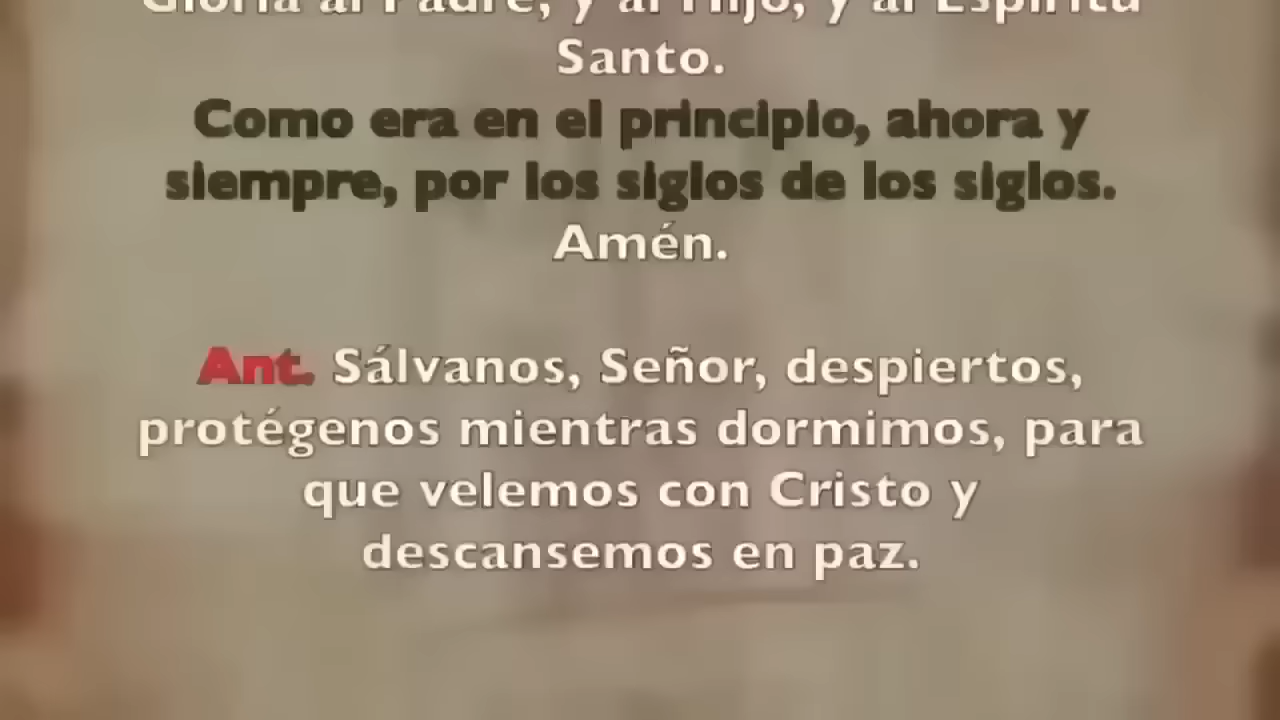 Gloria al Padre, y al Hijo, y al Espíritu
Santo.
Como era en el principio, ahora y
siempre, por los siglos de los siglos.
Amén.
Ant. Sálvanos, Señor, despiertos,
protégenos mientras dormimos, para
que velemos con Cristo y
descansemos en paz.